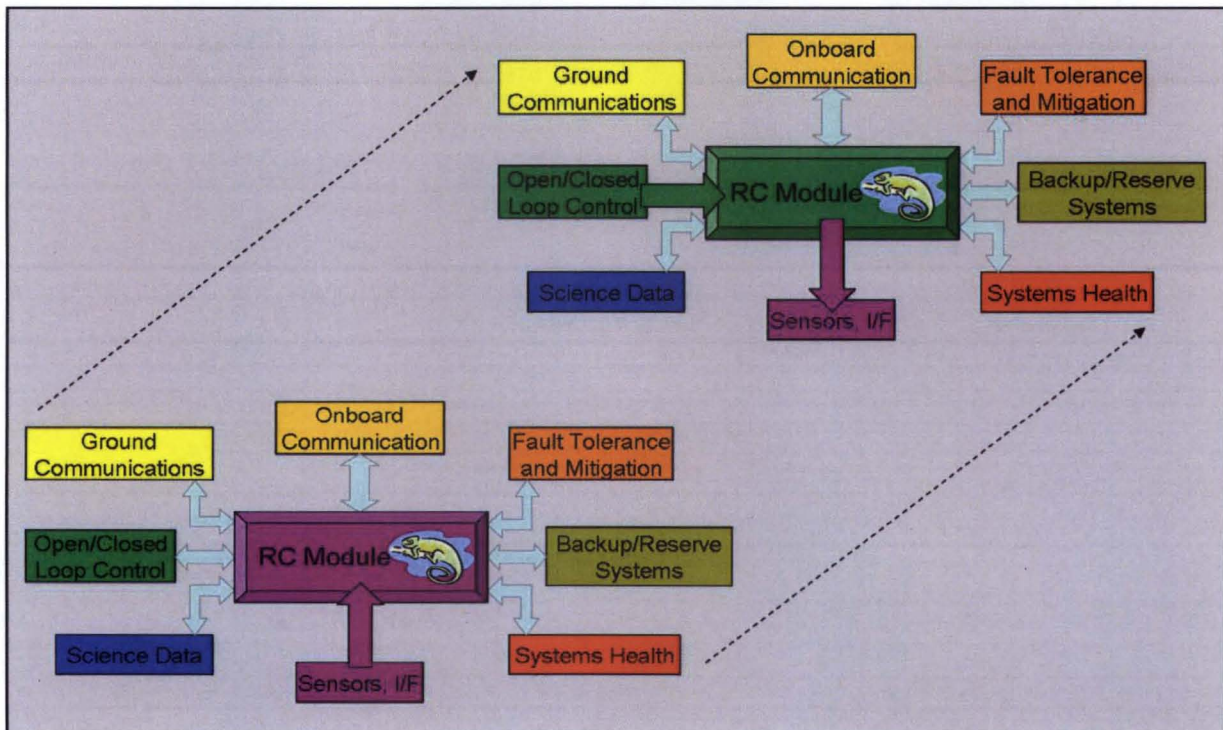 Onboard
Communication
Ground
Communications
Fault Tolerance
and Mitigation
Open/Closed
Loop Control
RC Module
Backup/Reserve
Systems
Science Data
Systems Health
Sensors, I/F
Onboard
Communication
Ground
Communications
Fault Tolerance
and Mitigation
Open/Closed
Loop Control
RC Module
Backup/Reserve
Systems
Science Data
Systems Health
Sensors, I/F